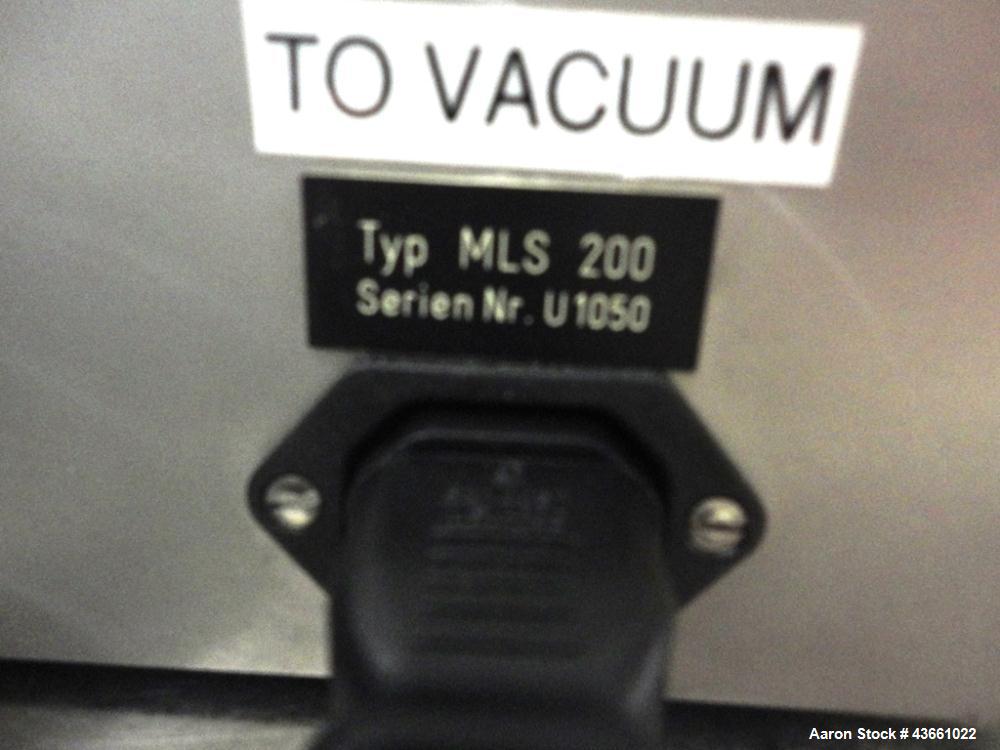 TO VACUUM
Typ MLS 200
Serien Nr. U1050
Aaron Stock # 43661022